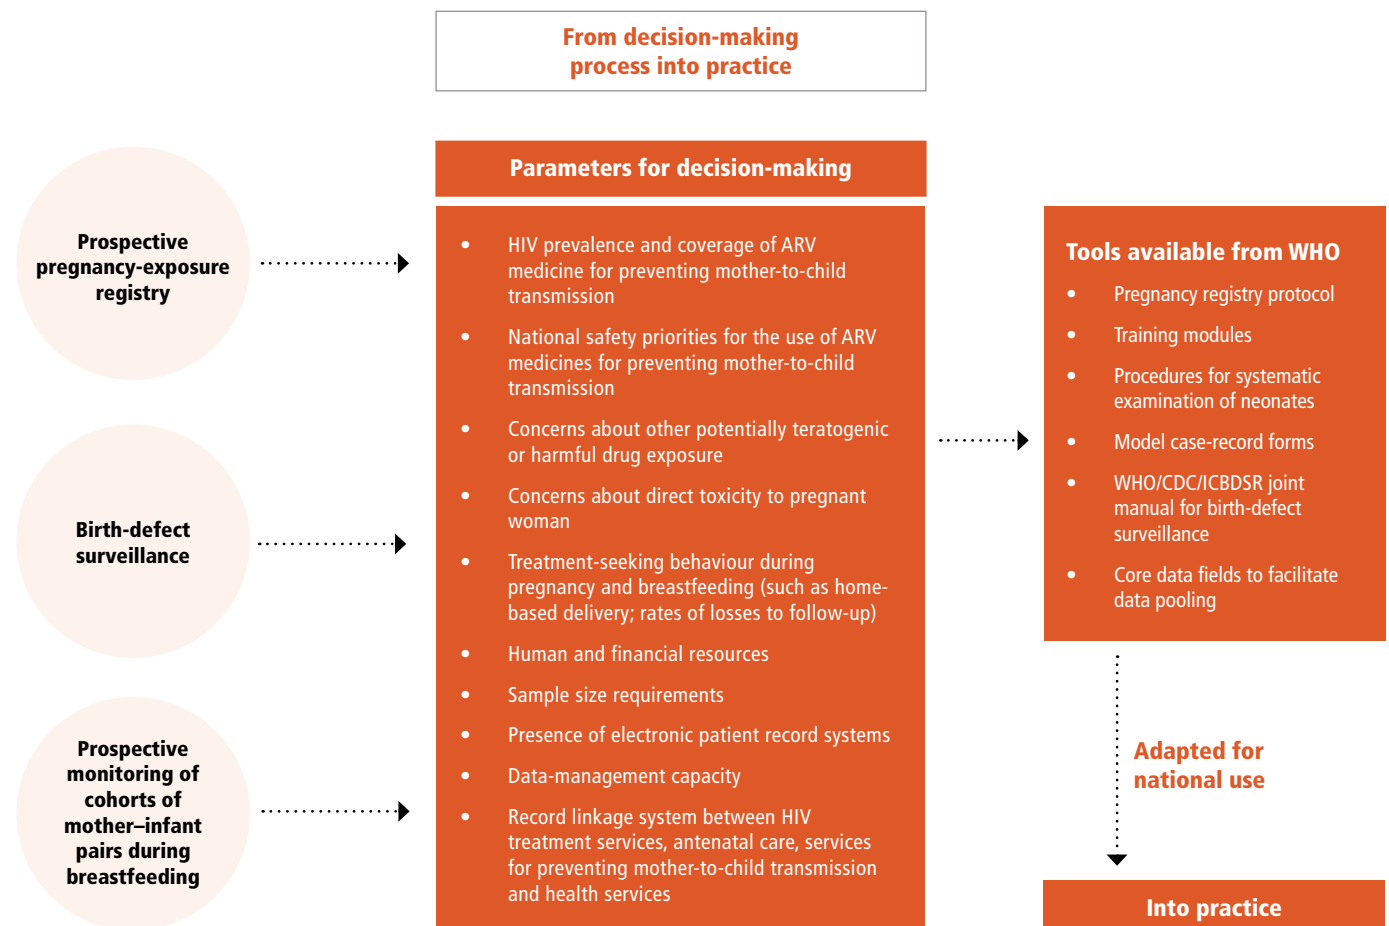 From decision-making
process into practice
Prospective
pregnancy-exposure
registry
Birth-defect
surveillance
Prospective
monitoring of
cohorts of
mother–infant
pairs during
breastfeeding
Parameters for decision-making
• HIV prevalence and coverage of ARV
medicine for preventing mother-to-child
transmission
• National safety priorities for the use of ARV
medicines for preventing mother-to-child
transmission
• Concerns about other potentially teratogenic
or harmful drug exposure
• Concerns about direct toxicity to pregnant
woman
• Treatment-seeking behaviour during
pregnancy and breastfeeding (such as home-
based delivery; rates of losses to follow-up)
• Human and financial resources
• Sample size requirements
• Presence of electronic patient record systems
• Data-management capacity
• Record linkage system between HIV
treatment services, antenatal care, services
for preventing mother-to-child transmission
and health services
Tools available from WHO
• Pregnancy registry protocol
• Training modules
• Procedures for systematic
examination of neonates
• Model case-record forms
• WHO/CDC/ICBDSR joint
manual for birth-defect
surveillance
• Core data fields to facilitate
data pooling
Adapted for
national use
Into practice